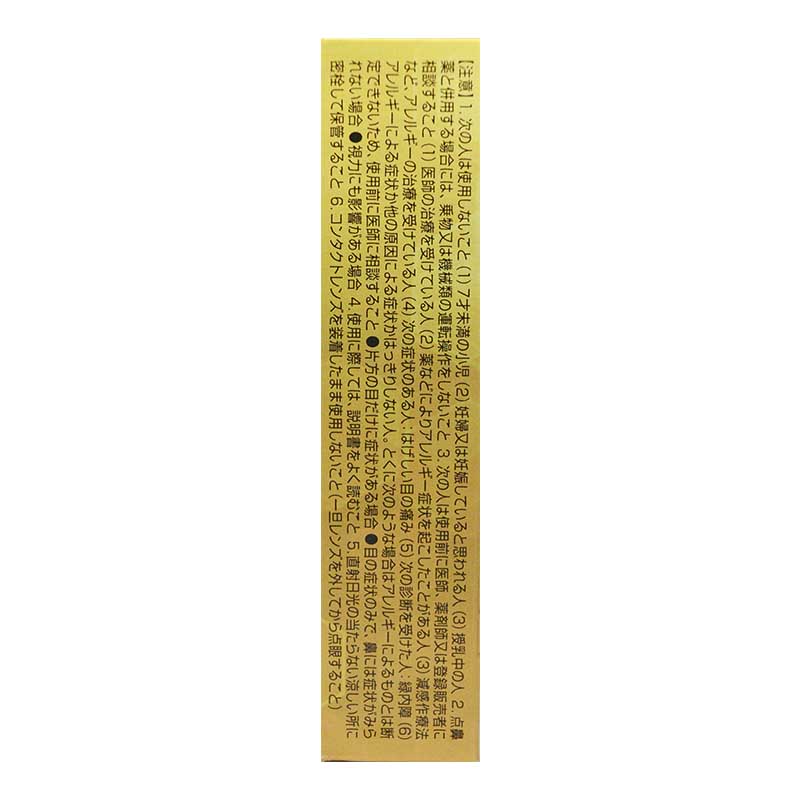 【注意】1. 次の人は使用しないこと (1) 7才未満の小児 (2) 妊婦又は妊娠していると思われる人 (3) 授乳中の人 2. 点鼻
薬と併用する場合には、乗物又は機械類の運転操作をしないこと 3. 次の人は使用前に医師、薬剤師又は登録販売者に
相談すること (1) 医師の治療を受けている人 (2) 薬などによりアレルギー症状を起こしたことがある人 (3) 減感作療法
など、アレルギーの治療を受けている人 (4) 次の症状のある人:はげしい目の痛み (5) 次の診断を受けた人:緑内障 (6)
アレルギーによる症状か他の原因による症状かはっきりしない人。とくに次のような場合はアレルギーによるものとは断
定できないため、使用前に医師に相談すること ●片方の目だけに症状がある場合 ●目の症状のみで、鼻には症状がみら
れない場合 ●視力にも影響がある場合 4. 使用に際しては、説明書をよく読むこと 5. 直射日光の当たらない涼しい所に
密栓して保管すること 6. コンタクトレンズを装着したまま使用しないこと(一旦レンズを外してから点眼すること)